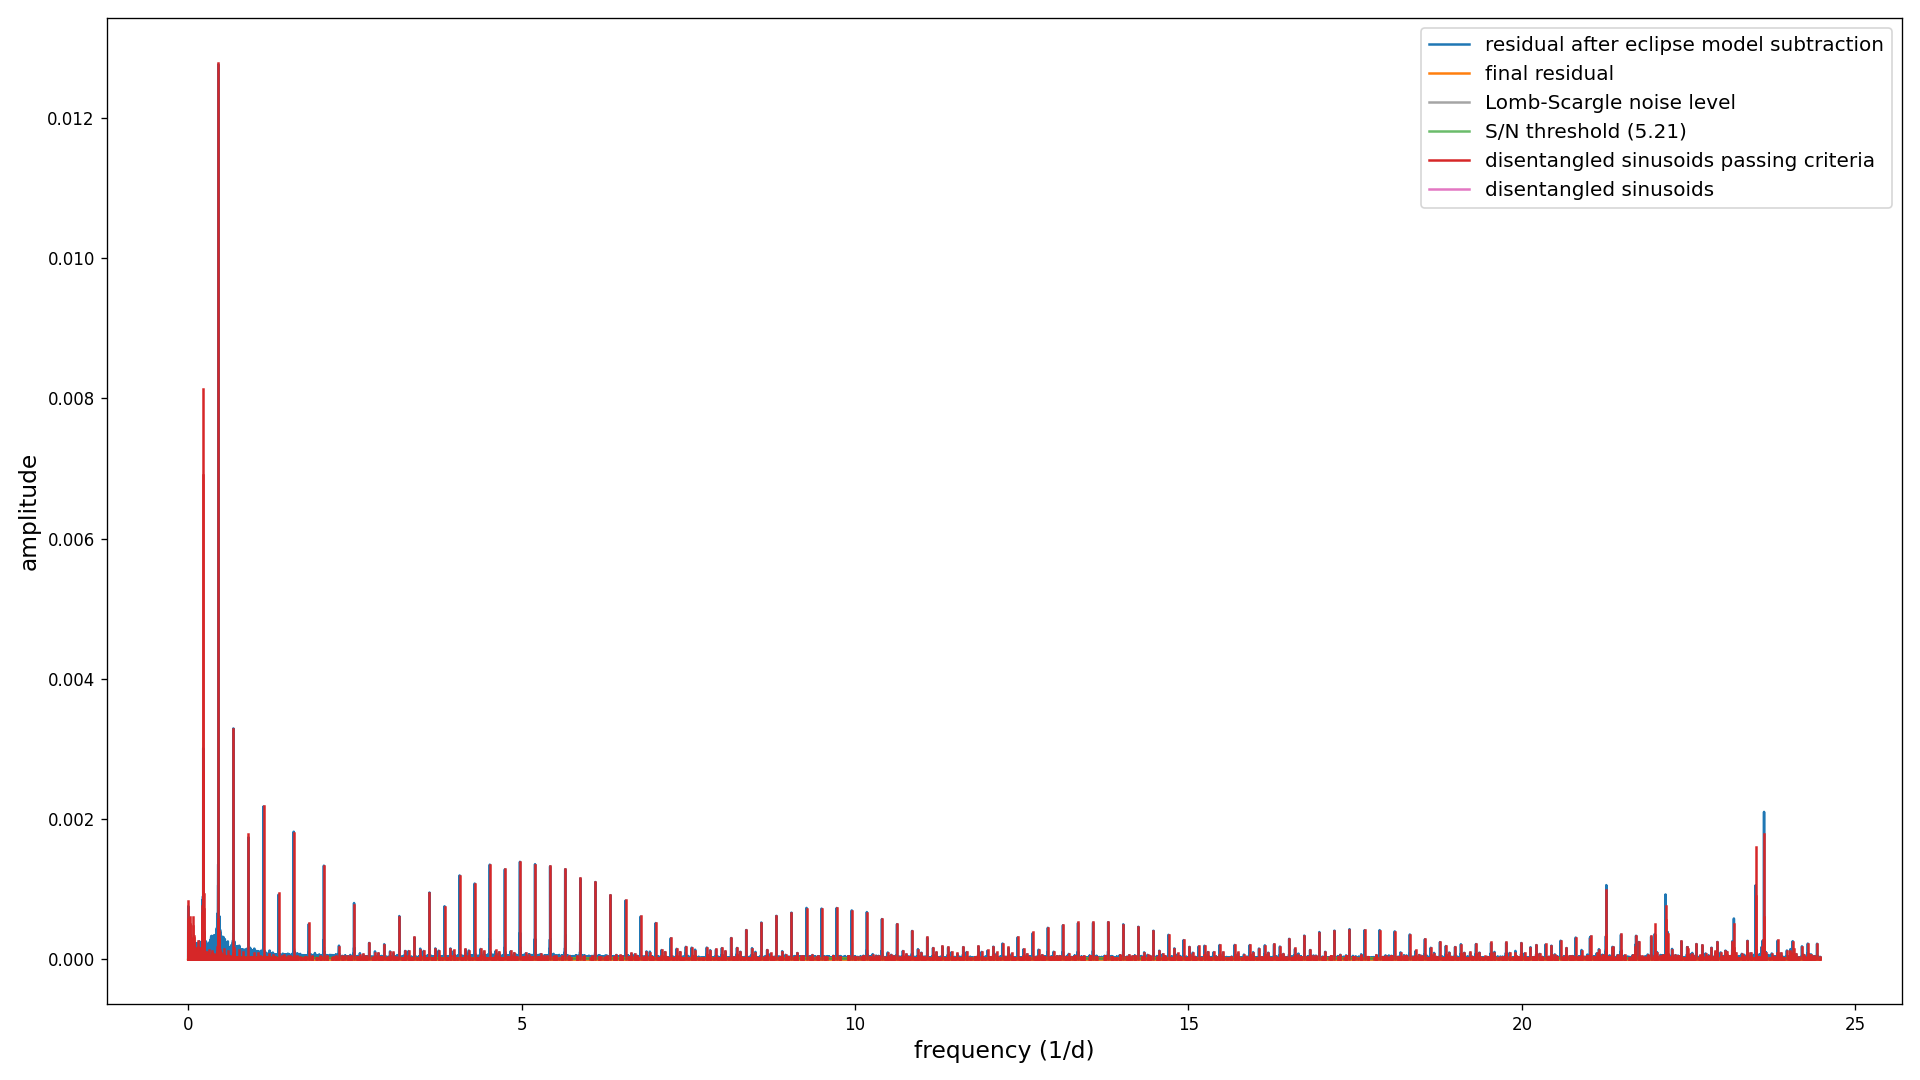 residual after eclipse model subtraction
final residual
Lomb-Scargle noise level
S/N threshold (5.21)
disentangled sinusoids passing criteria
disentangled sinusoids
0.012
0.010
0.008
0.006
0.004
0.002
0.000
amplitude
0 5 10 15 20 25
frequency (1/d)